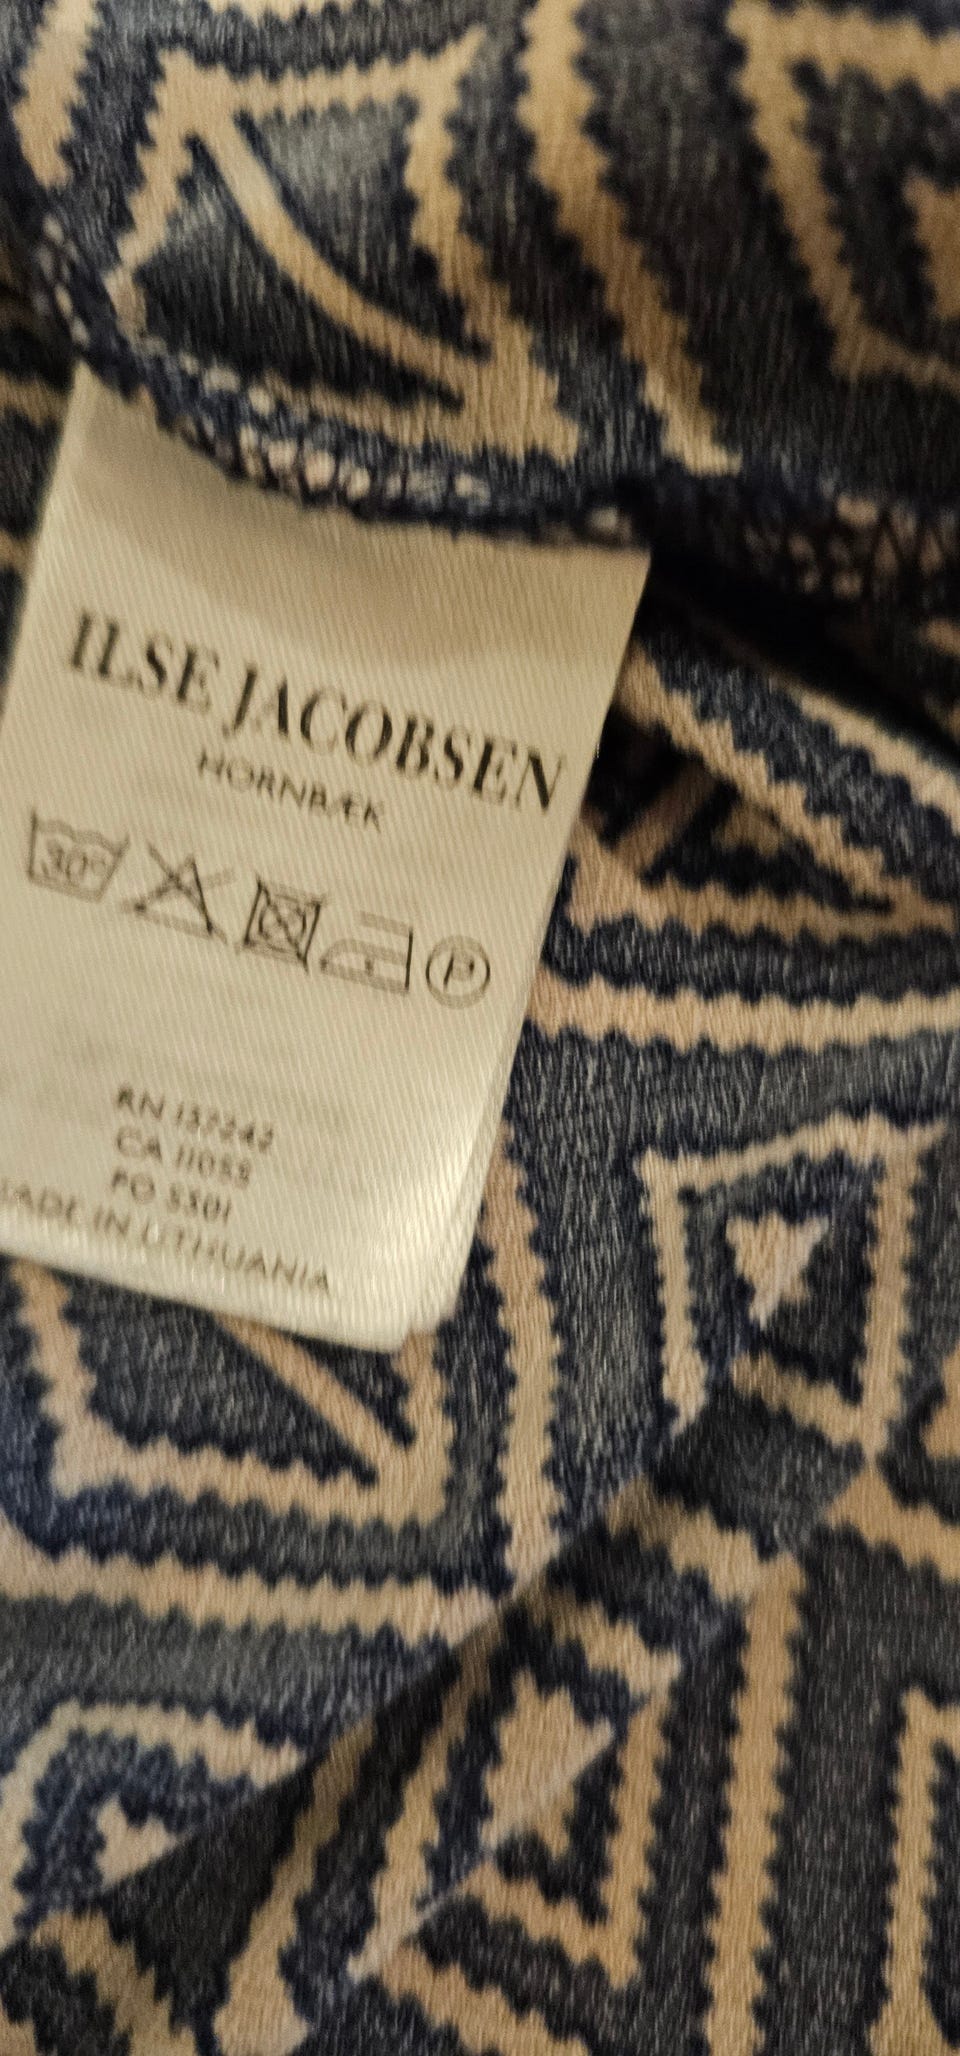 ILSE JACOBSEN
HORNBÆK
30°
P
RN 137242
CA 11055
PO 5501
MADE IN LITHUANIA